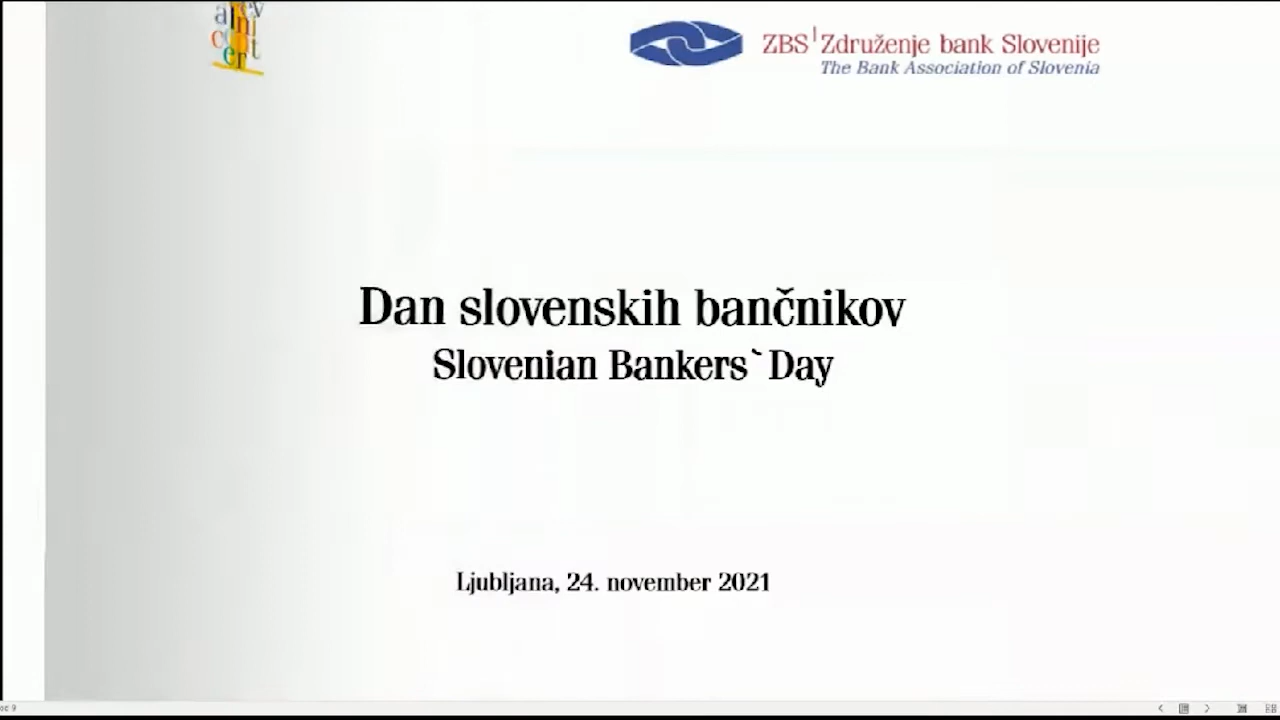 ZBS Združenje bank Slovenije
The Bank Association of Slovenia
Dan slovenskih bančnikov
Slovenian Bankers` Day
Ljubljana, 24. november 2021